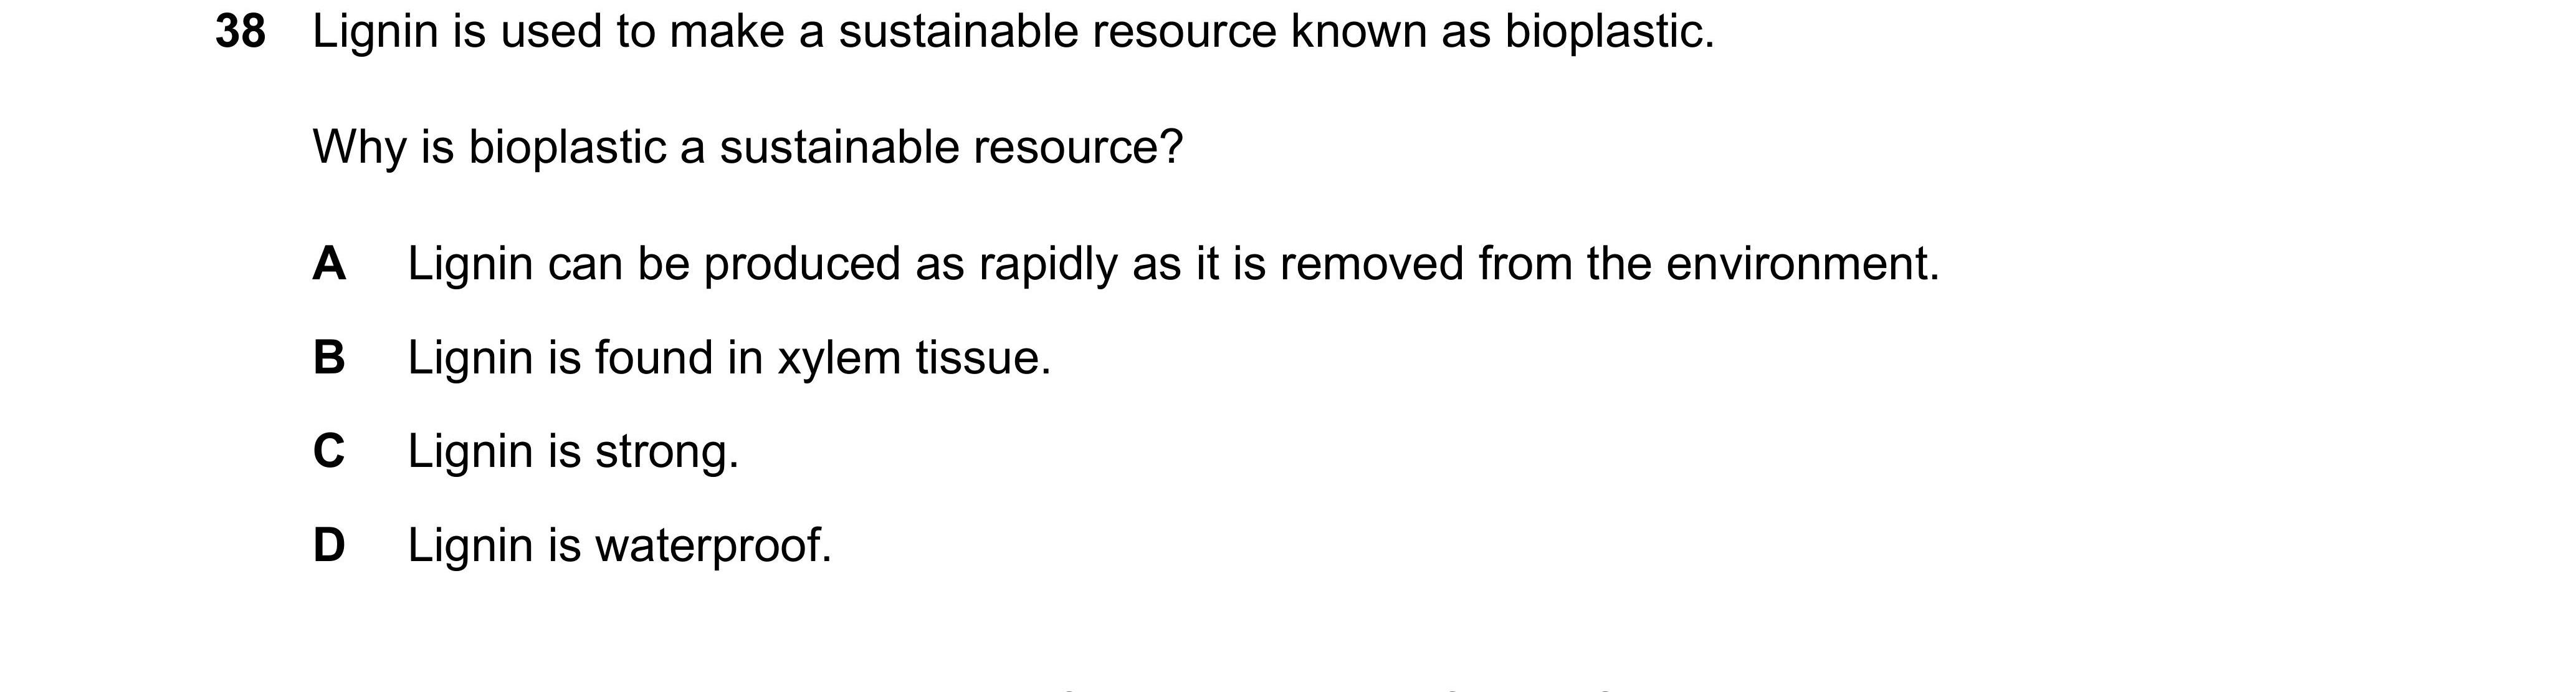 38 Lignin is used to make a sustainable resource known as bioplastic.
Why is bioplastic a sustainable resource?
A Lignin can be produced as rapidly as it is removed from the environment.
B Lignin is found in xylem tissue.
C Lignin is strong.
D Lignin is waterproof.